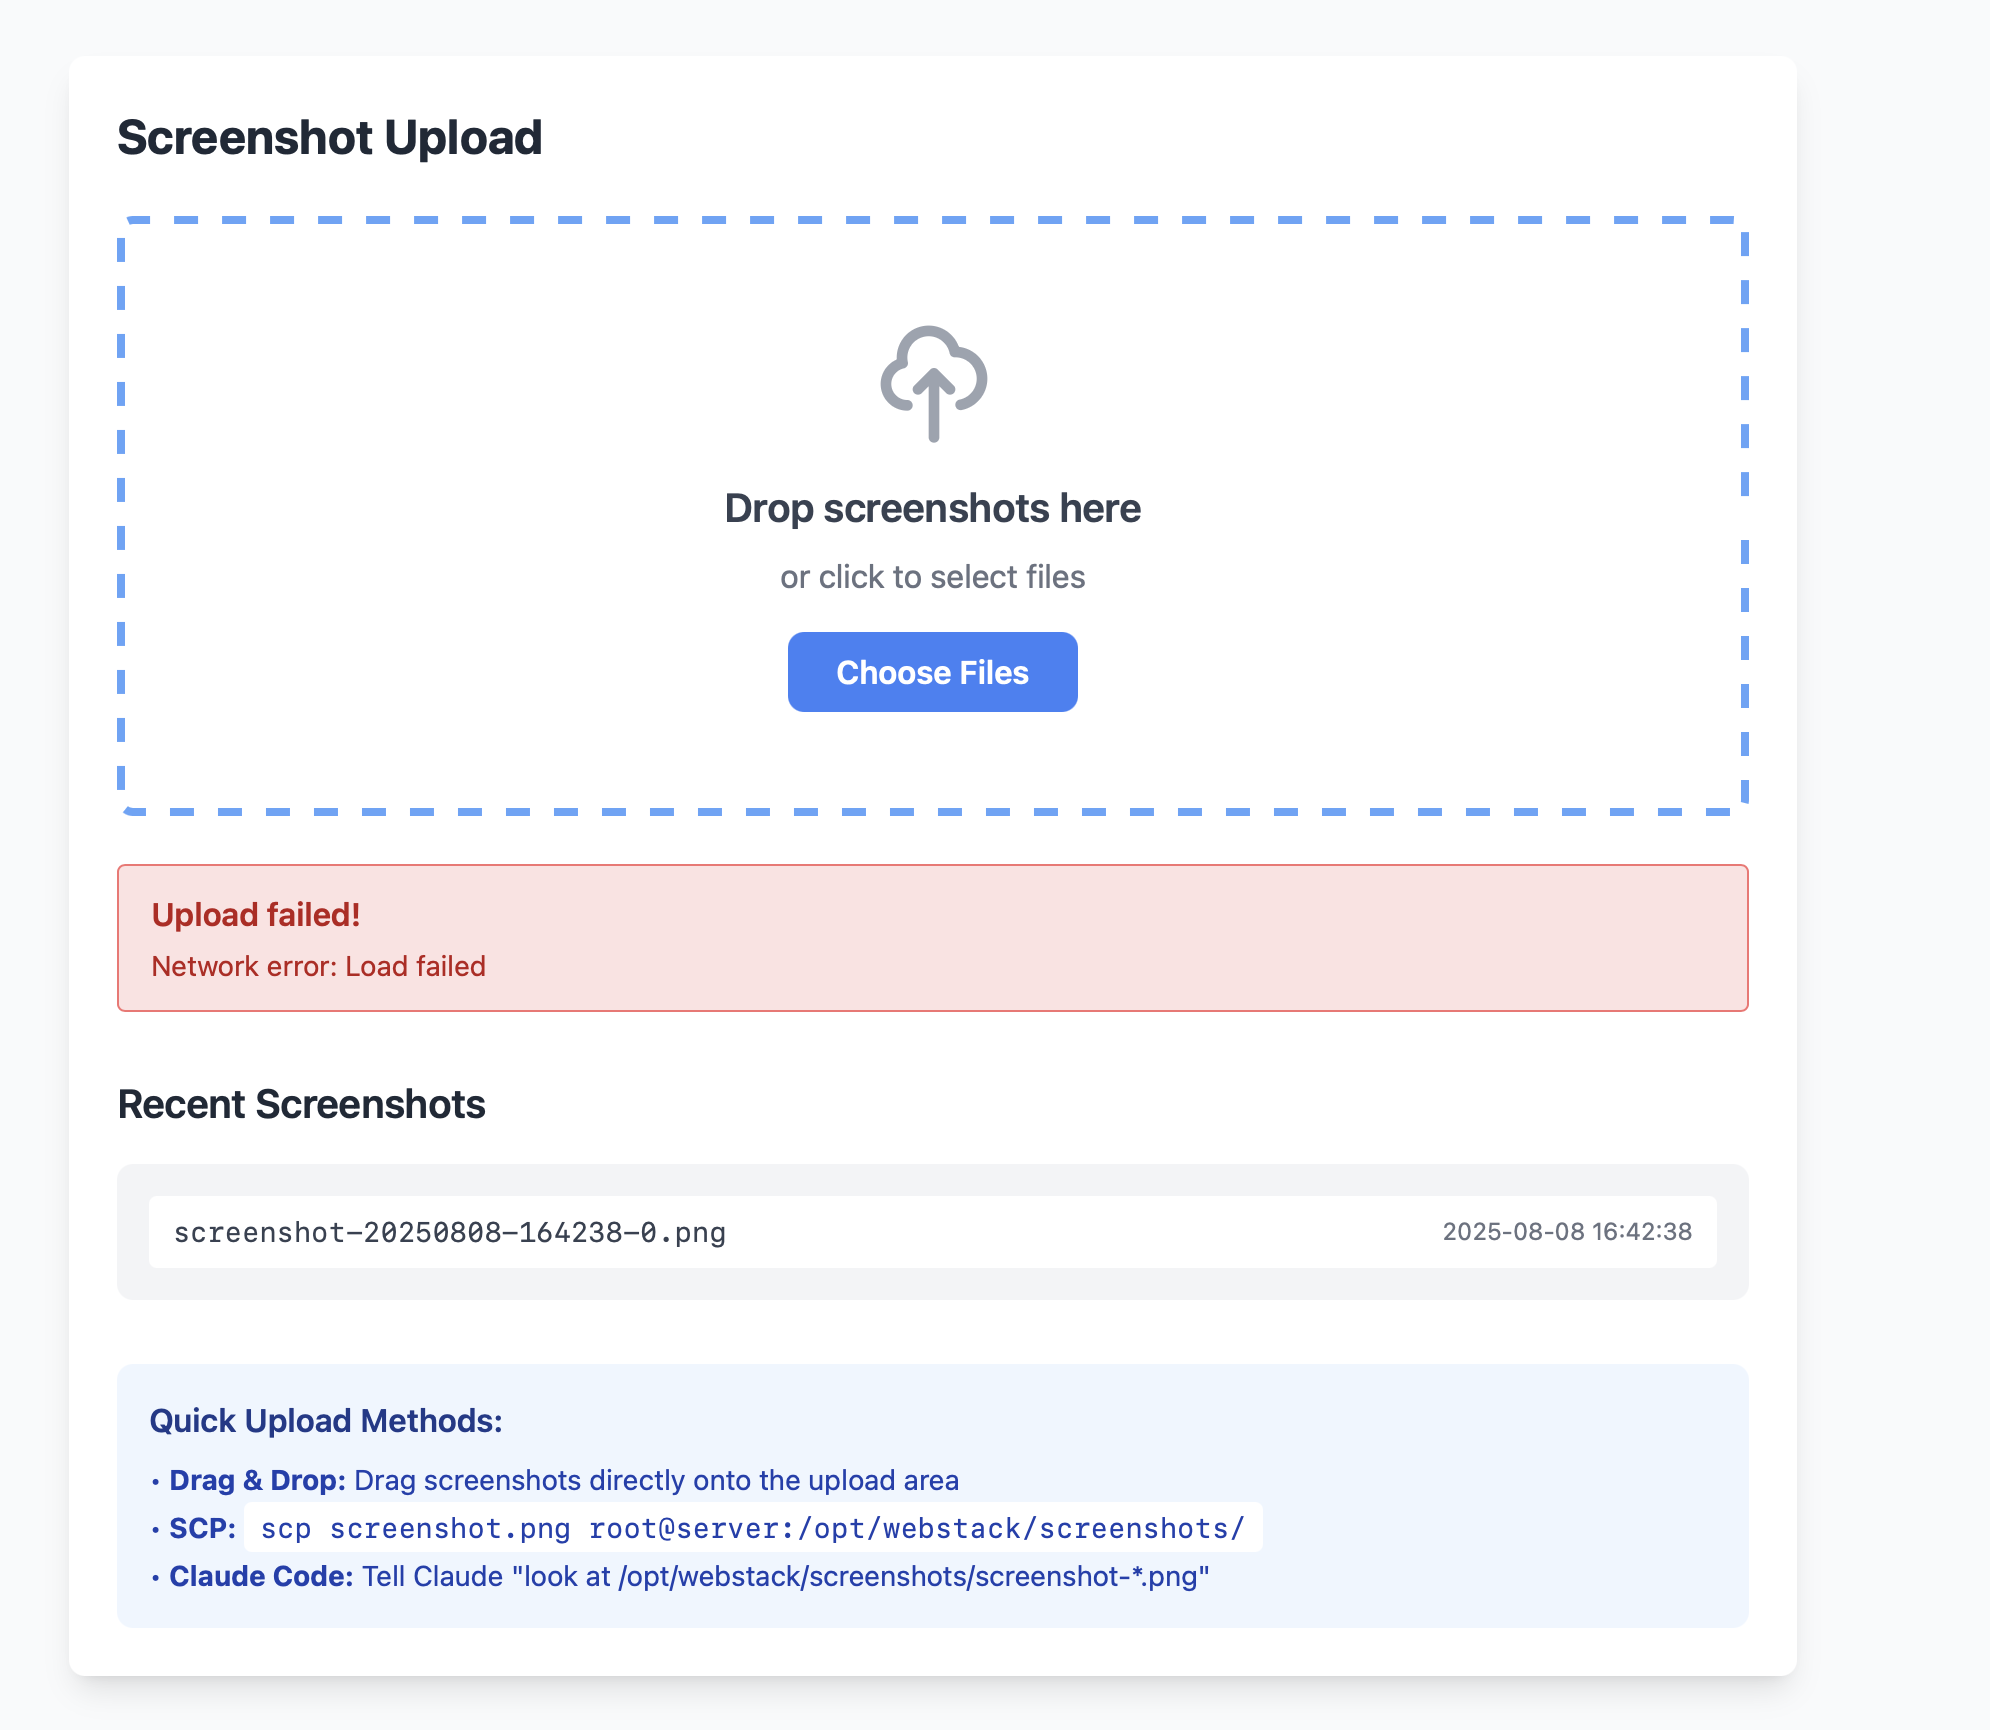 Screenshot Upload
Drop screenshots here
or click to select files
Choose Files
Upload failed!
Network error: Load failed
Recent Screenshots
screenshot-20250808-164238-0.png 2025-08-08 16:42:38
Quick Upload Methods:
• Drag & Drop: Drag screenshots directly onto the upload area
• SCP: scp screenshot.png root@server:/opt/webstack/screenshots/
• Claude Code: Tell Claude "look at /opt/webstack/screenshots/screenshot-*.png"